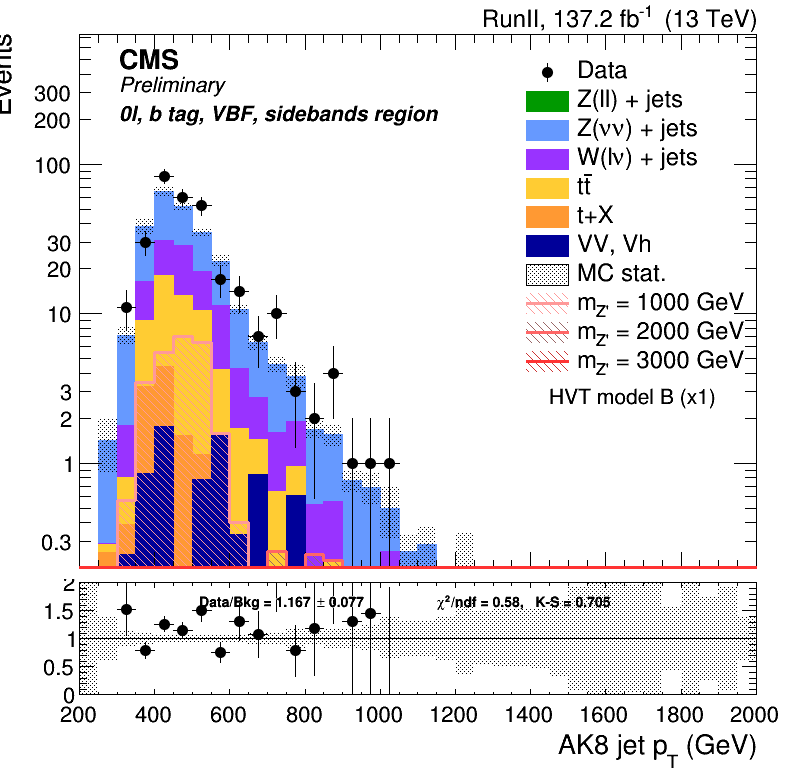 RunII, 137.2 fb-1 (13 TeV)
Events
CMS
Preliminary
0l, b tag, VBF, sidebands region
Data
Z(ll) + jets
Z(νν) + jets
W(lν) + jets
tt̄
t+X
VV, Vh
MC stat.
mZ' = 1000 GeV
mZ' = 2000 GeV
mZ' = 3000 GeV
HVT model B (x1)
300
200
100
30
20
10
3
2
1
0.3
Data/Bkg = 1.167 ± 0.077 χ²/ndf = 0.58, K-S = 0.705
2
1.5
1
0.5
0
200 400 600 800 1000 1200 1400 1600 1800 2000
AK8 jet pT (GeV)